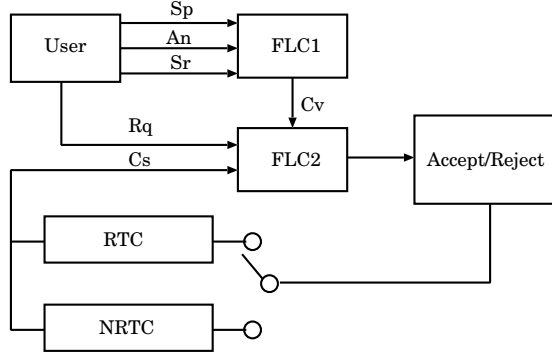 Sp
User
An
FLC1
Sr
Cv
Rq
Cs
FLC2
Accept/Reject
RTC
NRTC